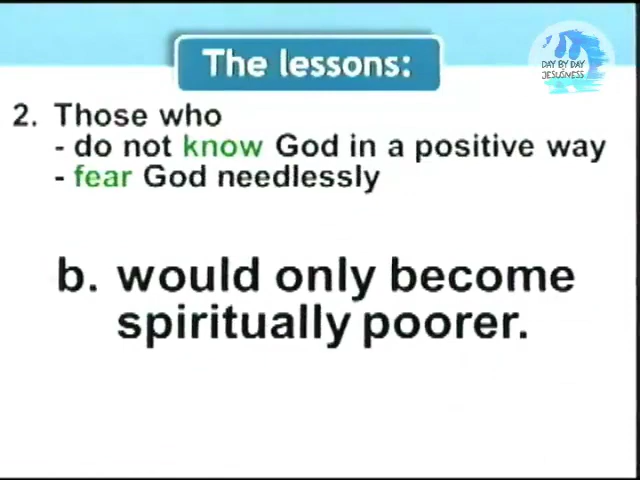 The lessons:
DAY BY DAY
JESUSNESS
2. Those who
- do not know God in a positive way
- fear God needlessly
b. would only become
spiritually poorer.